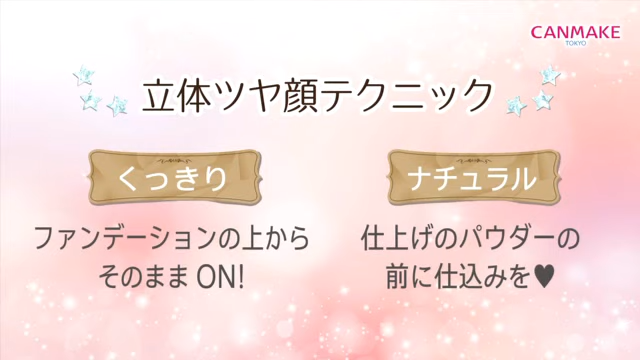 CANMAKE
TOKYO
立体ツヤ顔テクニック
くっきり
ナチュラル
ファンデーションの上から
そのまま ON!
仕上げのパウダーの
前に仕込みを♥